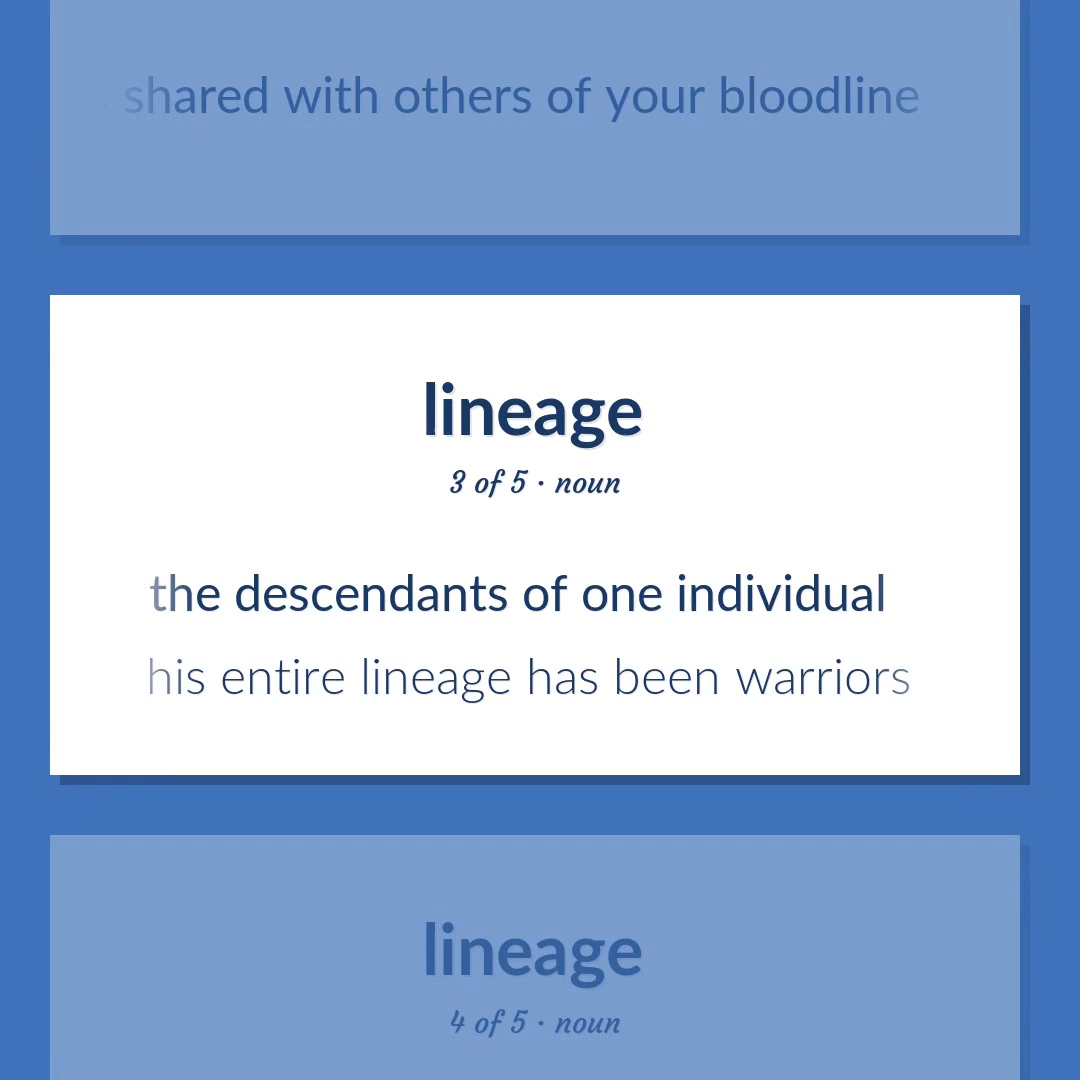 shared with others of your bloodline
lineage
3 of 5 · noun
the descendants of one individual
his entire lineage has been warriors
lineage
4 of 5 · noun